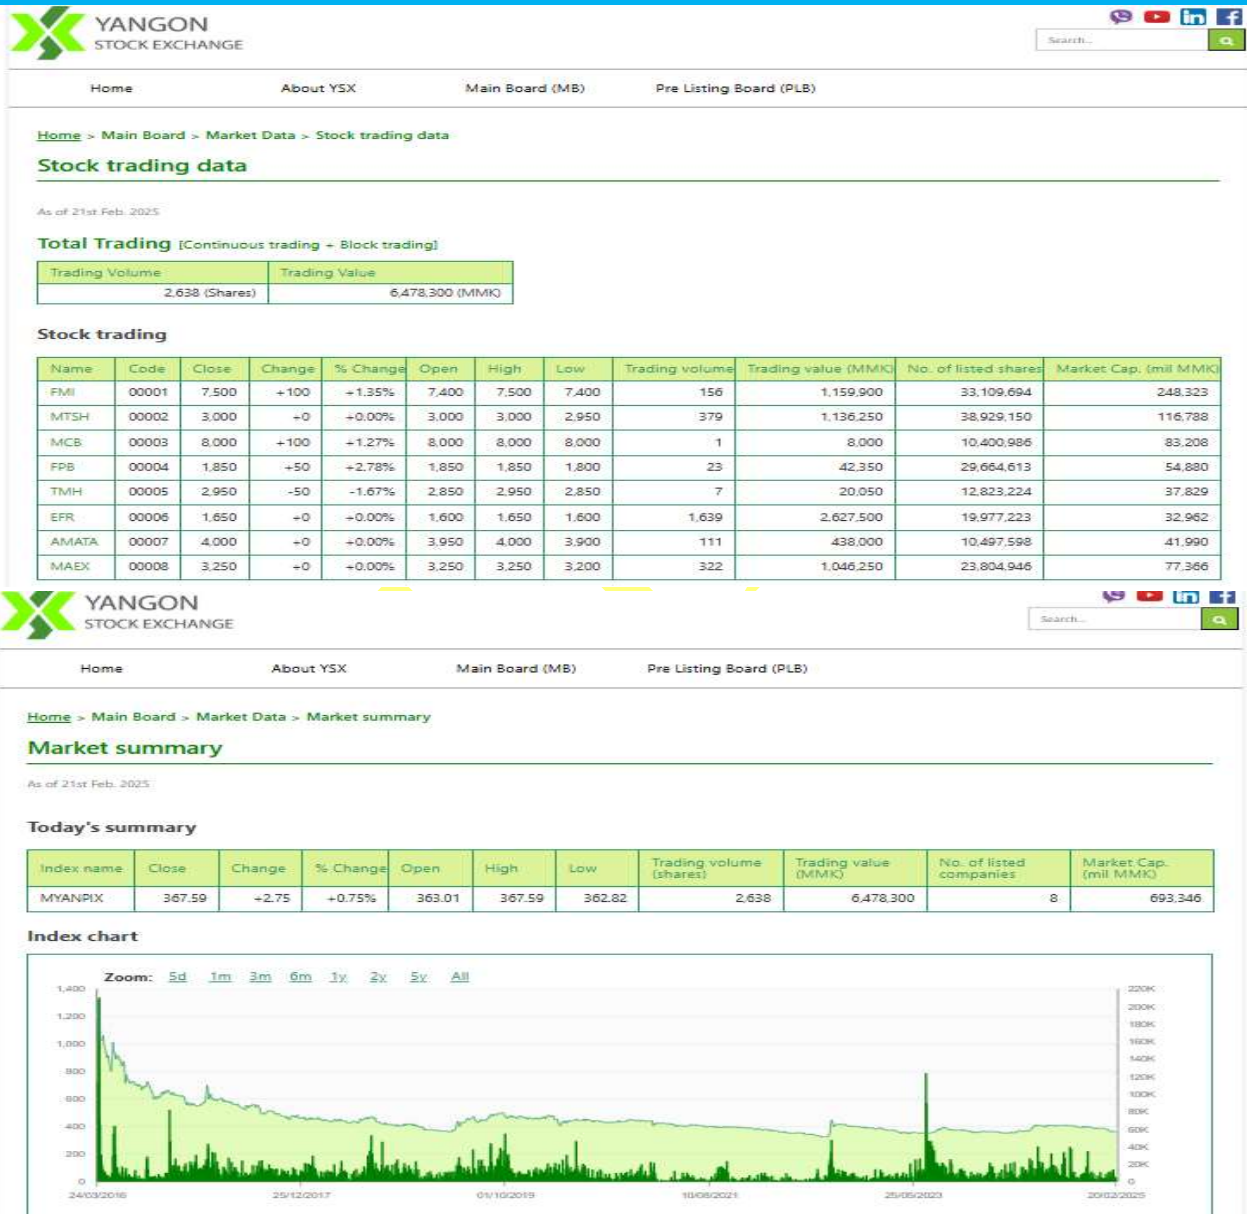 YANGON
STOCK EXCHANGE
Search...
Home About YSX Main Board (MB) Pre Listing Board (PLB)
Home > Main Board > Market Data > Stock trading data
Stock trading data
As of 21st Feb. 2025
Total Trading [Continuous trading + Block trading]
Trading Volume Trading Value
2,638 (Shares) 6,478,300 (MMK)
Stock trading
Name Code Close Change % Change Open High Low Trading volume Trading value (MMK) No. of listed shares Market Cap. (mil MMK)
FMI 00001 7,500 +100 +1.35% 7,400 7,500 7,400 156 1,159,900 33,109,694 248,323
MTSH 00002 3,000 +0 +0.00% 3,000 3,000 2,950 379 1,136,250 38,929,150 116,788
MCB 00003 8,000 +100 +1.27% 8,000 8,000 8,000 1 8,000 10,400,986 83,208
FPB 00004 1,850 +50 +2.78% 1,850 1,850 1,800 23 42,350 29,664,613 54,880
TMH 00005 2,950 -50 -1.67% 2,850 2,950 2,850 7 20,050 12,823,224 37,829
EFR 00006 1,650 +0 +0.00% 1,600 1,650 1,600 1,639 2,627,500 19,977,223 32,962
AMATA 00007 4,000 +0 +0.00% 3,950 4,000 3,900 111 438,000 10,497,598 41,990
MAEX 00008 3,250 +0 +0.00% 3,250 3,250 3,200 322 1,046,250 23,804,946 77,366
YANGON
STOCK EXCHANGE
Search...
Home About YSX Main Board (MB) Pre Listing Board (PLB)
Home > Main Board > Market Data > Market summary
Market summary
As of 21st Feb. 2025
Today's summary
Index name Close Change % Change Open High Low Trading volume (shares) Trading value (MMK) No. of listed companies Market Cap. (mil MMK)
MYANPIX 367.59 +2.75 +0.75% 363.01 367.59 362.82 2,638 6,478,300 8 693,346
Index chart
Zoom: 5d 1m 3m 6m 1y 2y 5y All
1,400 220K
200K
1,200
180K
1,000 160K
140K
800
120K
600 100K
80K
400 60K
40K
200
20K
0 0
24/03/2016 25/12/2017 01/10/2019 10/08/2021 25/05/2023 20/02/2025